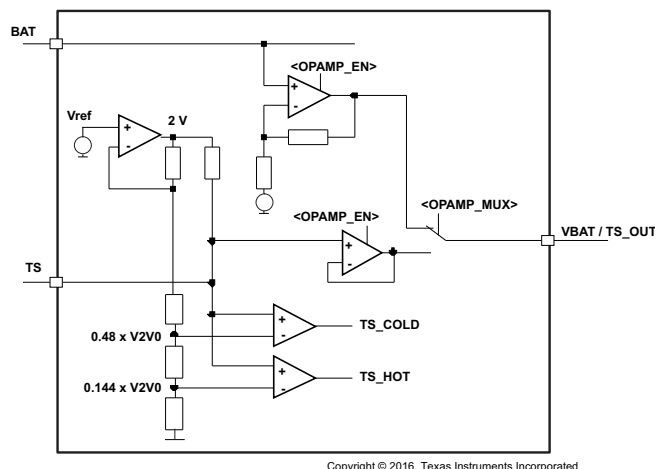 BAT
<OPAMP_EN>
+
-
Vref
2 V
+
-
<OPAMP_EN>
<OPAMP_MUX>
+
-
VBAT / TS_OUT
TS
+
-
TS_COLD
0.48 x V2V0
+
-
TS_HOT
0.144 x V2V0
Copyright © 2016, Texas Instruments Incorporated